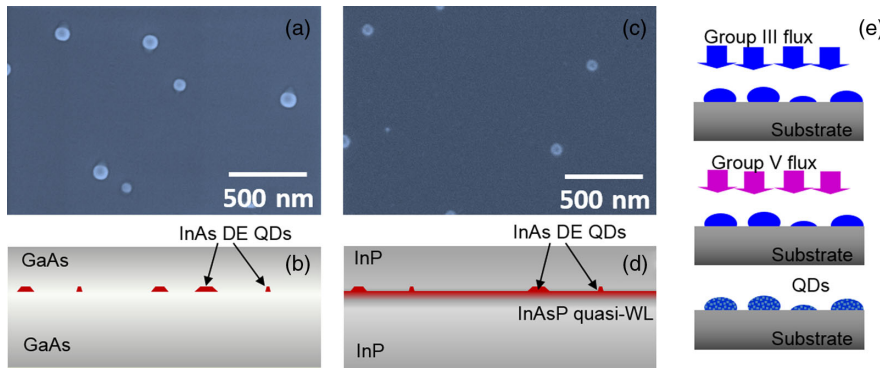 (a)
500 nm
InAs DE QDs
GaAs
(b)
GaAs
(c)
500 nm
InAs DE QDs
InP
(d)
InAsP quasi-WL
InP
(e)
Group III flux
Substrate
Group V flux
Substrate
QDs
Substrate